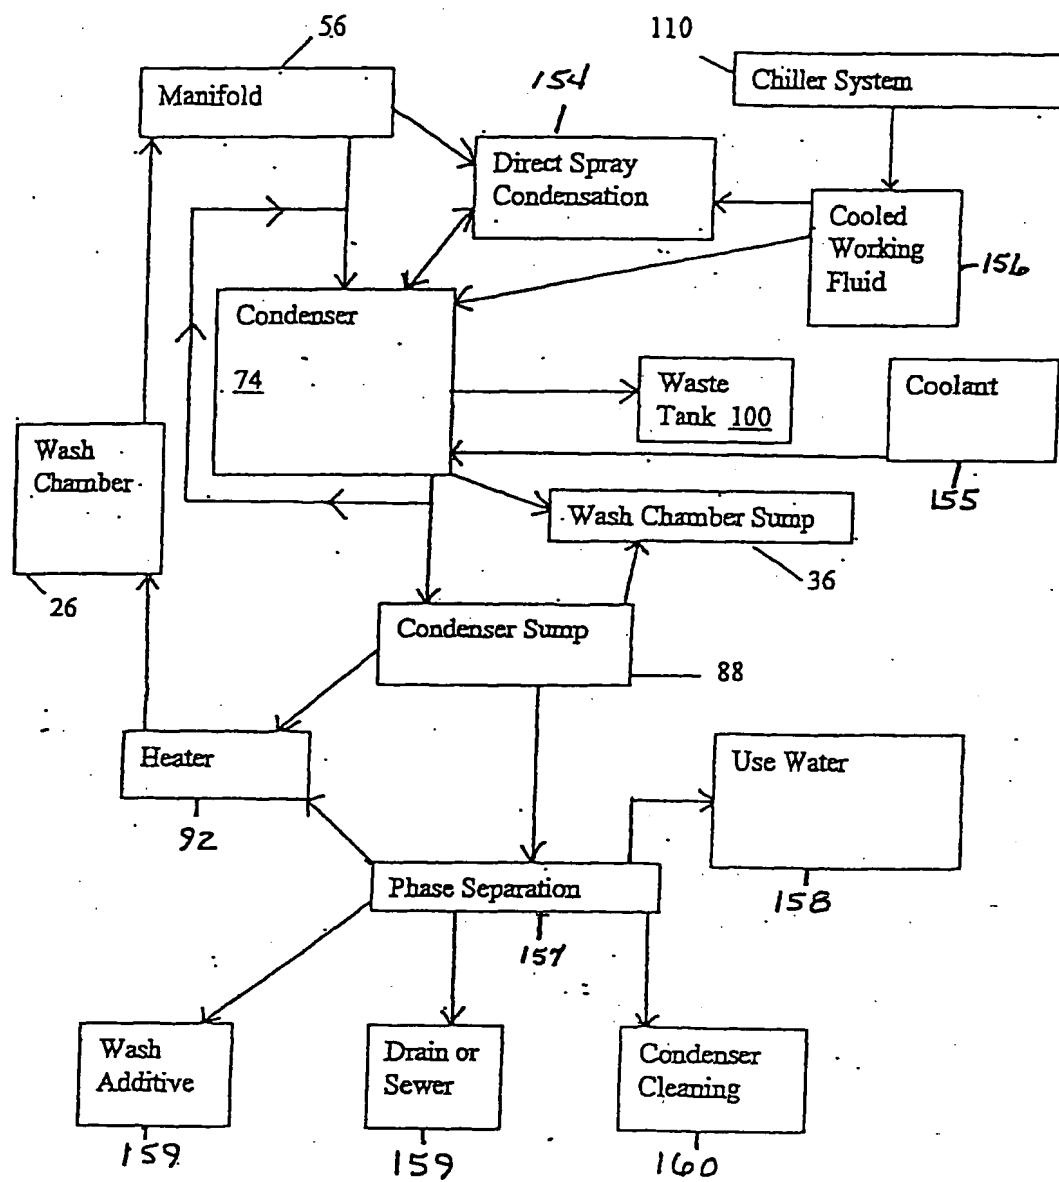 56
110
Manifold
154
Chiller System
Direct Spray
Condensation
Cooled
Working
Fluid
156
Condenser
74
Waste
Tank 100
Coolant
Wash
Chamber
155
Wash Chamber Sump
36
26
Condenser Sump
88
Heater
Use Water
92
Phase Separation
158
157
Wash
Additive
Drain or
Sewer
Condenser
Cleaning
159
159
160